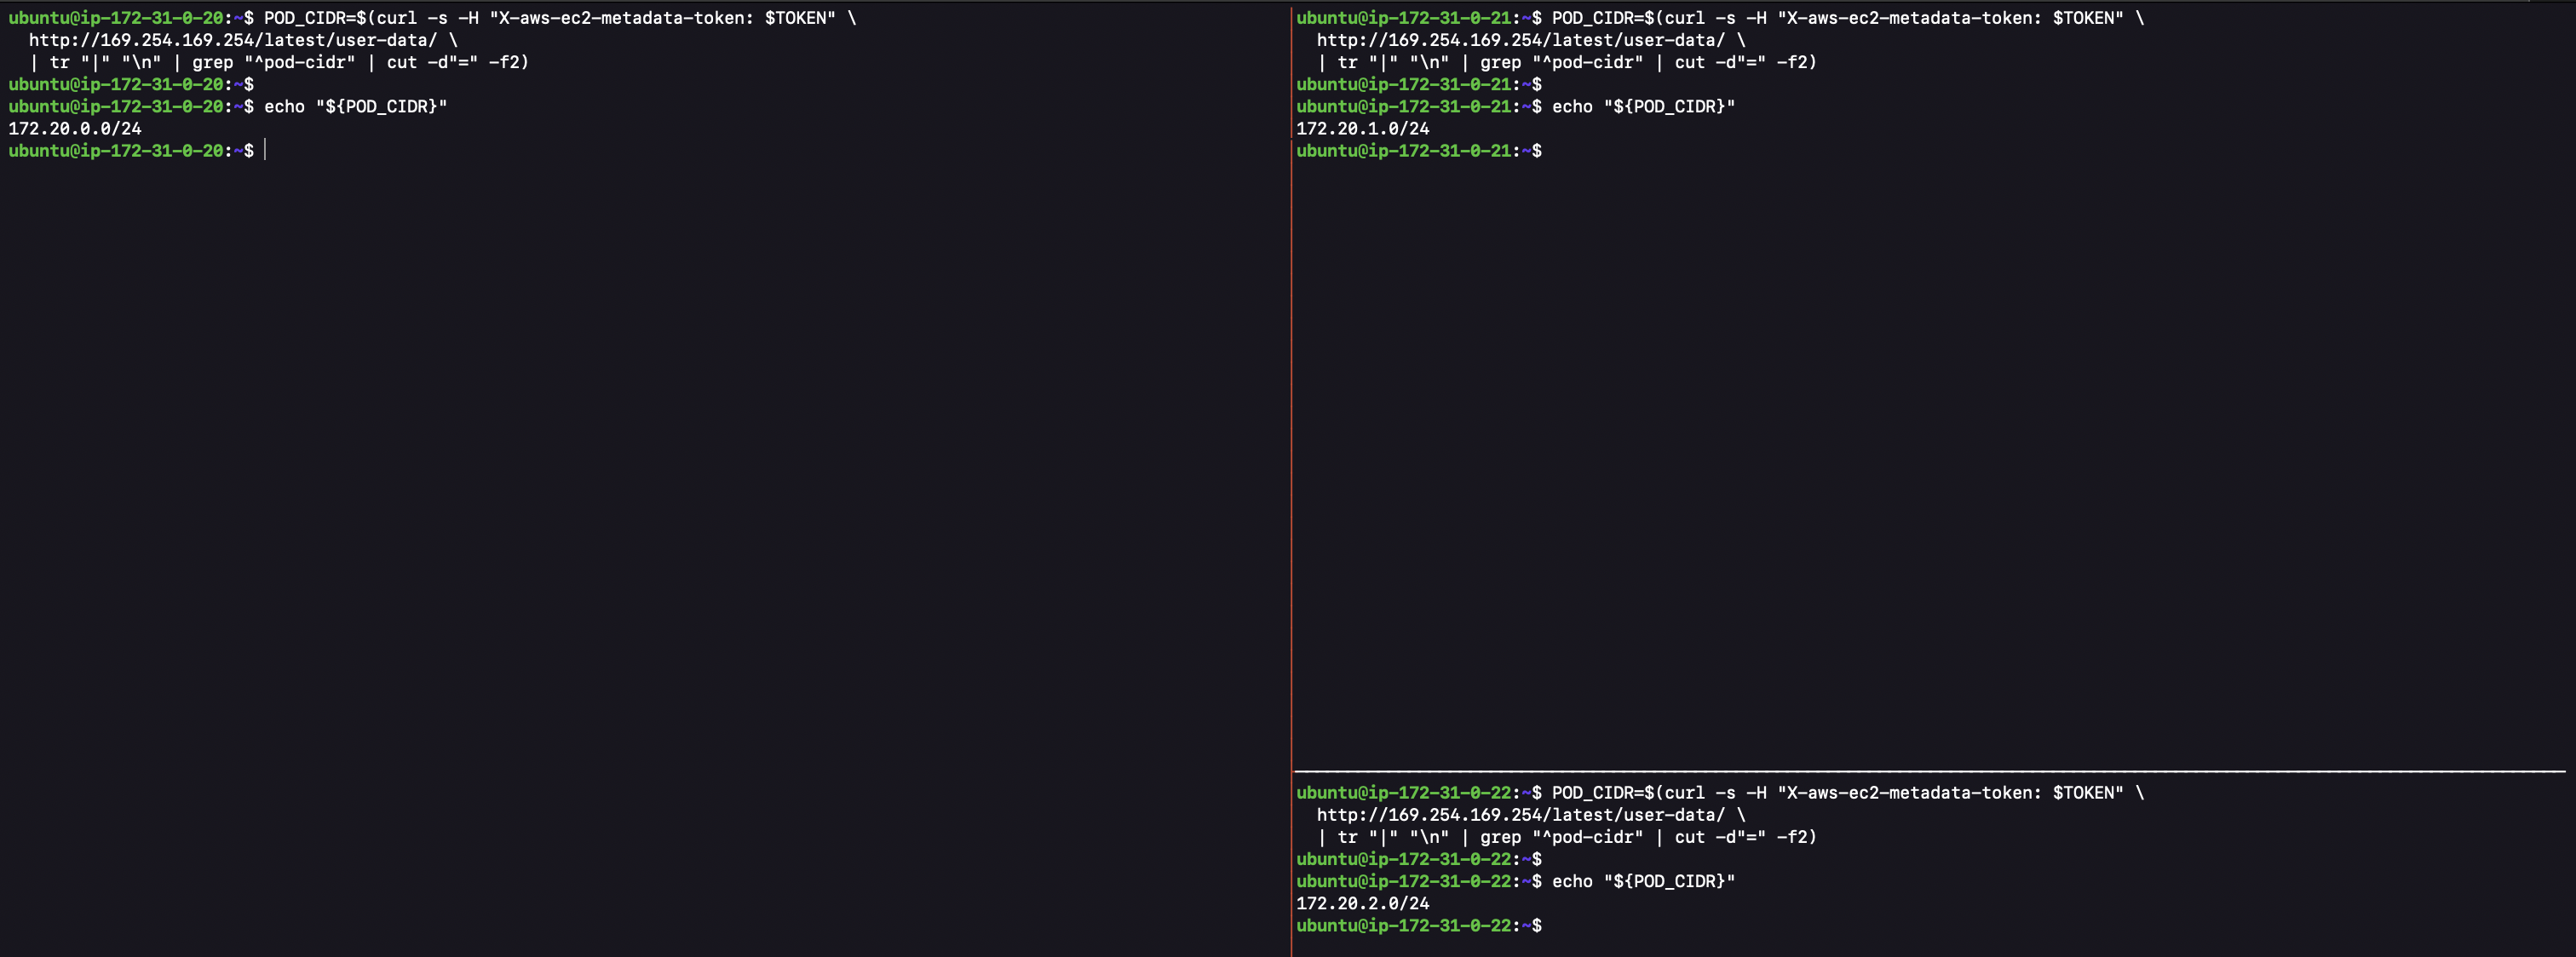 ubuntu@ip-172-31-0-20:~$ POD_CIDR=$(curl -s -H "X-aws-ec2-metadata-token: $TOKEN" \
  http://169.254.169.254/latest/user-data/ \
  | tr "|" "\n" | grep "^pod-cidr" | cut -d"=" -f2)
ubuntu@ip-172-31-0-20:~$
ubuntu@ip-172-31-0-20:~$ echo "${POD_CIDR}"
172.20.0.0/24
ubuntu@ip-172-31-0-20:~$
ubuntu@ip-172-31-0-21:~$ POD_CIDR=$(curl -s -H "X-aws-ec2-metadata-token: $TOKEN" \
  http://169.254.169.254/latest/user-data/ \
  | tr "|" "\n" | grep "^pod-cidr" | cut -d"=" -f2)
ubuntu@ip-172-31-0-21:~$
ubuntu@ip-172-31-0-21:~$ echo "${POD_CIDR}"
172.20.1.0/24
ubuntu@ip-172-31-0-21:~$
ubuntu@ip-172-31-0-22:~$ POD_CIDR=$(curl -s -H "X-aws-ec2-metadata-token: $TOKEN" \
  http://169.254.169.254/latest/user-data/ \
  | tr "|" "\n" | grep "^pod-cidr" | cut -d"=" -f2)
ubuntu@ip-172-31-0-22:~$
ubuntu@ip-172-31-0-22:~$ echo "${POD_CIDR}"
172.20.2.0/24
ubuntu@ip-172-31-0-22:~$